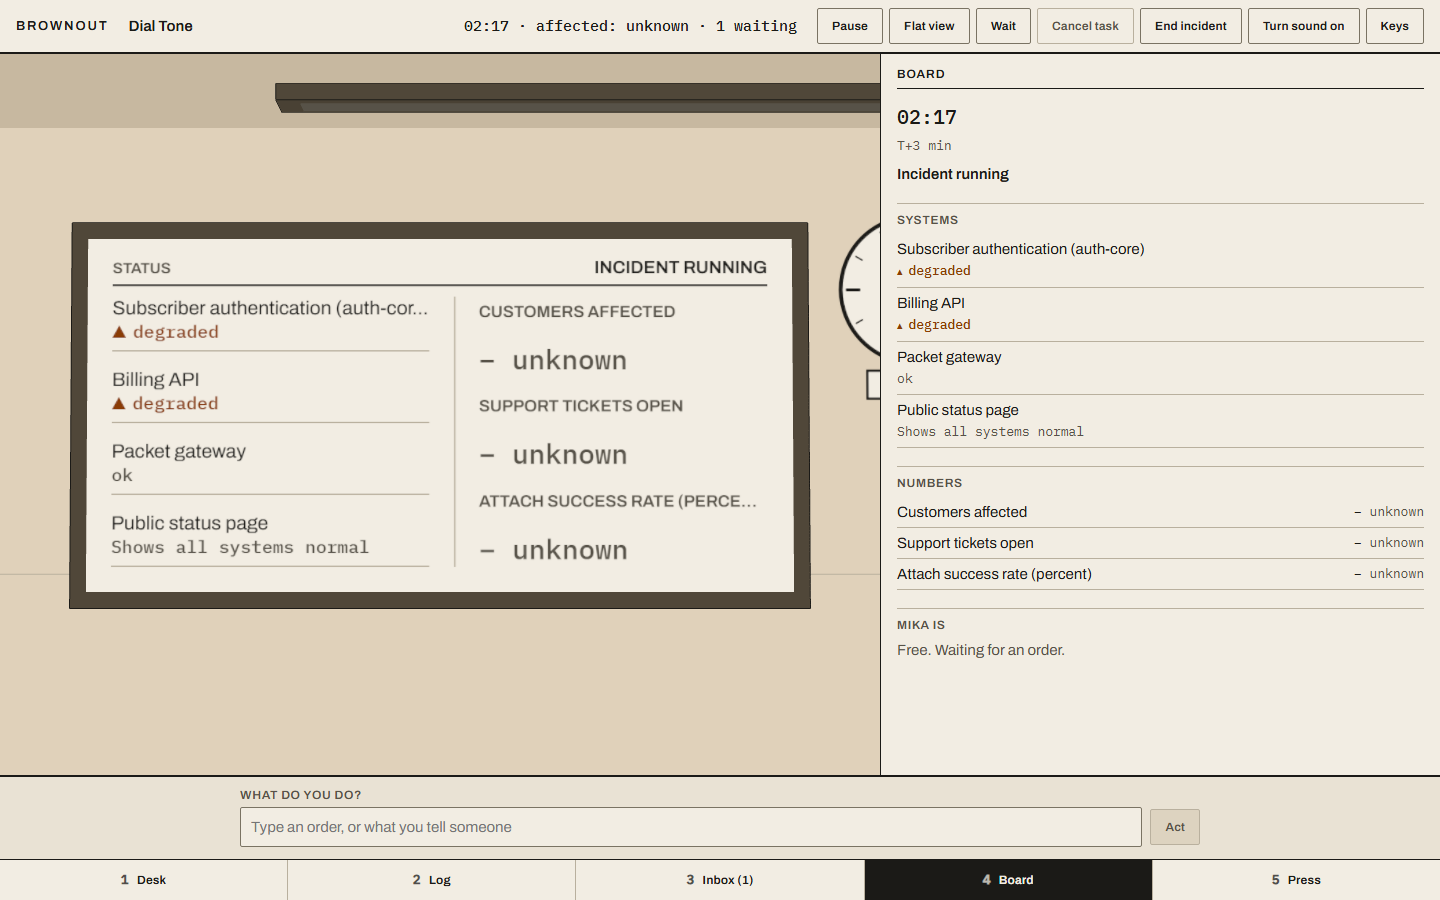 BROWNOUT Dial Tone 02:17 · affected: unknown · 1 waiting Pause Flat view Wait Cancel task End incident Turn sound on Keys
STATUS INCIDENT RUNNING
Subscriber authentication (auth-cor...
▲ degraded
Billing API
▲ degraded
Packet gateway
ok
Public status page
Shows all systems normal
CUSTOMERS AFFECTED
– unknown
SUPPORT TICKETS OPEN
– unknown
ATTACH SUCCESS RATE (PERCE...
– unknown
BOARD
02:17
T+3 min
Incident running
SYSTEMS
Subscriber authentication (auth-core)
▲ degraded
Billing API
▲ degraded
Packet gateway
ok
Public status page
Shows all systems normal
NUMBERS
Customers affected – unknown
Support tickets open – unknown
Attach success rate (percent) – unknown
MIKA IS
Free. Waiting for an order.
WHAT DO YOU DO?
Type an order, or what you tell someone Act
1 Desk 2 Log 3 Inbox (1) 4 Board 5 Press